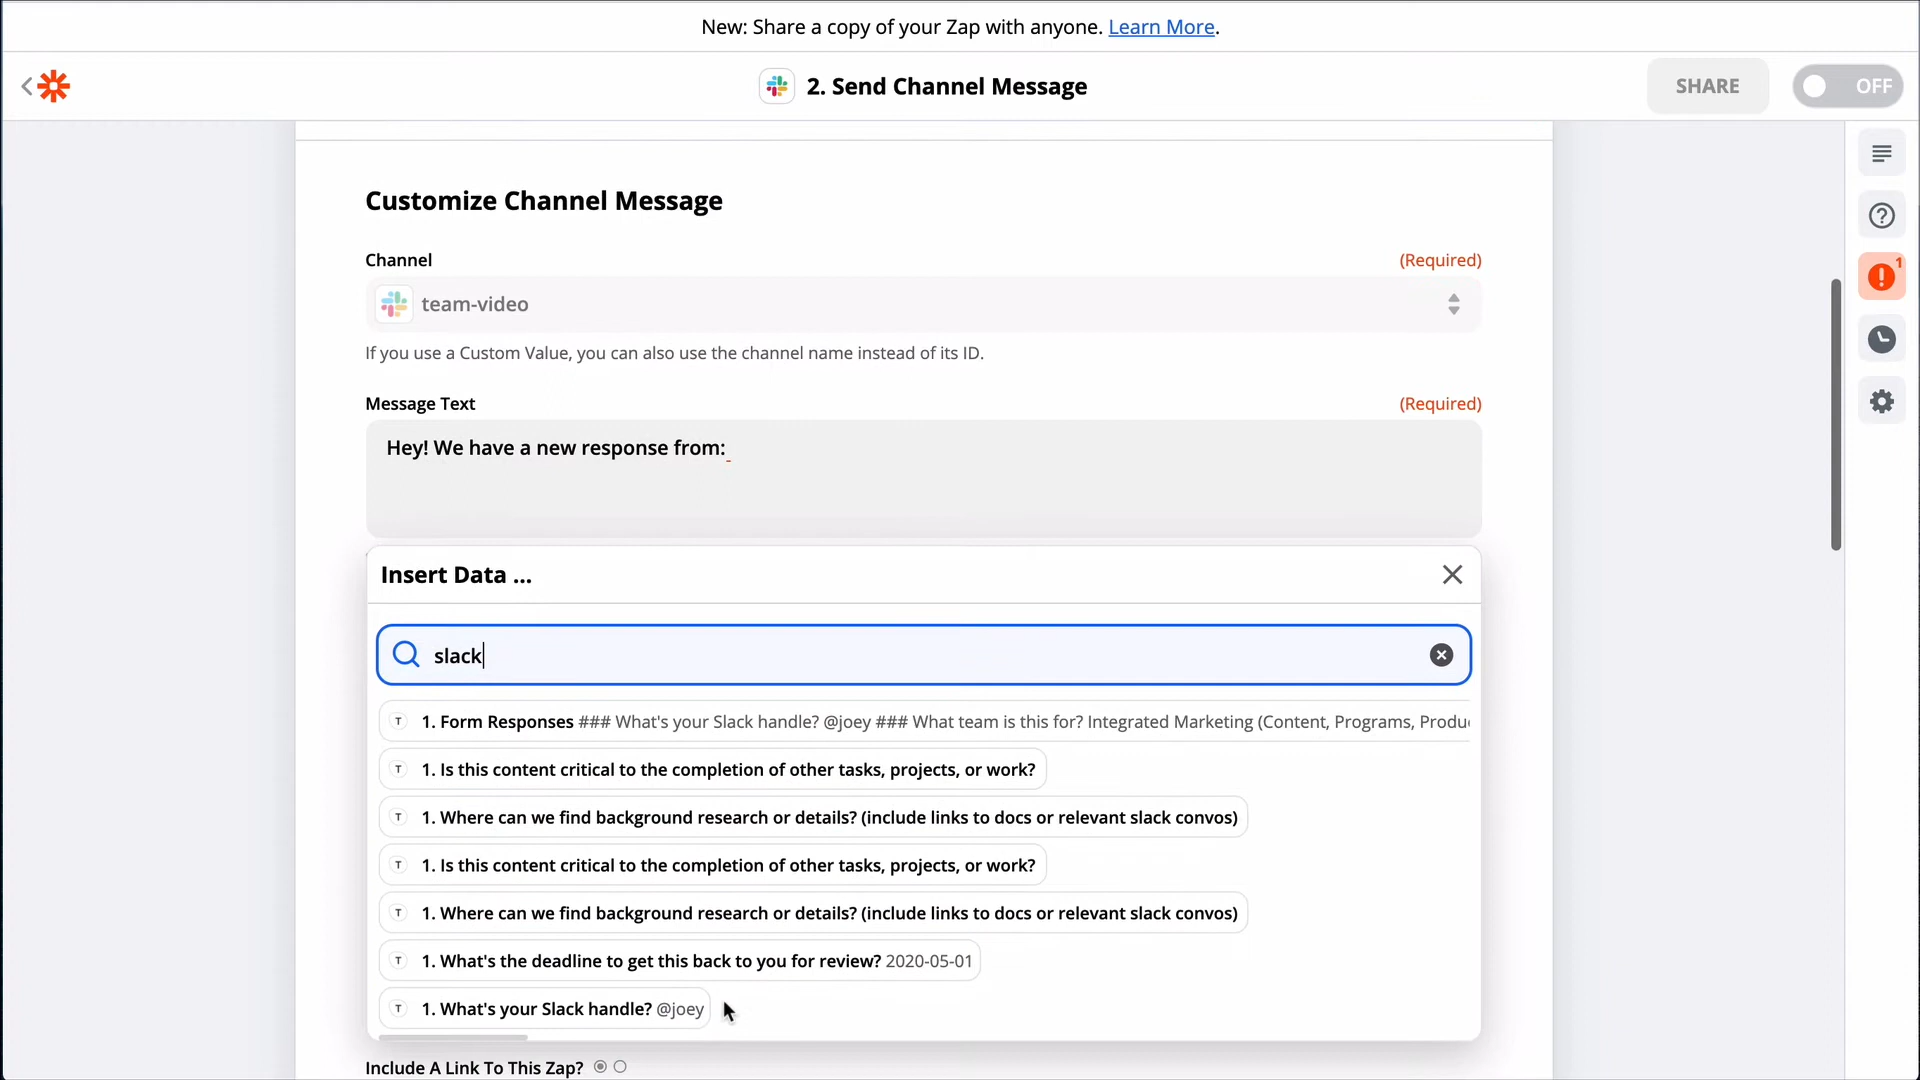 New: Share a copy of your Zap with anyone. Learn More.
2. Send Channel Message
SHARE
OFF
1
Customize Channel Message
Channel
(Required)
team-video
If you use a Custom Value, you can also use the channel name instead of its ID.
Message Text
(Required)
Hey! We have a new response from:
Insert Data ...
slack
T 1. Form Responses ### What's your Slack handle? @joey ### What team is this for? Integrated Marketing (Content, Programs, Produ
T 1. Is this content critical to the completion of other tasks, projects, or work?
T 1. Where can we find background research or details? (include links to docs or relevant slack convos)
T 1. Is this content critical to the completion of other tasks, projects, or work?
T 1. Where can we find background research or details? (include links to docs or relevant slack convos)
T 1. What's the deadline to get this back to you for review? 2020-05-01
T 1. What's your Slack handle? @joey
Include A Link To This Zap?